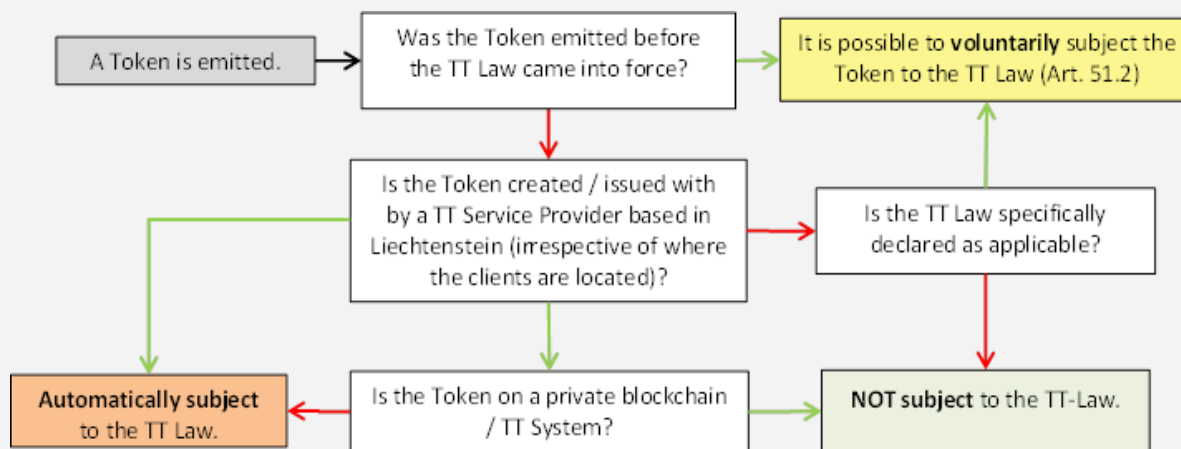 A Token is emitted.
Was the Token emitted before
the TT Law came into force?
It is possible to voluntarily subject the
Token to the TT Law (Art. 51.2)
Is the Token created / issued with
by a TT Service Provider based in
Liechtenstein (irrespective of where
the clients are located)?
Is the TT Law specifically
declared as applicable?
Automatically subject
to the TT Law.
Is the Token on a private blockchain
/ TT System?
NOT subject to the TT-Law.